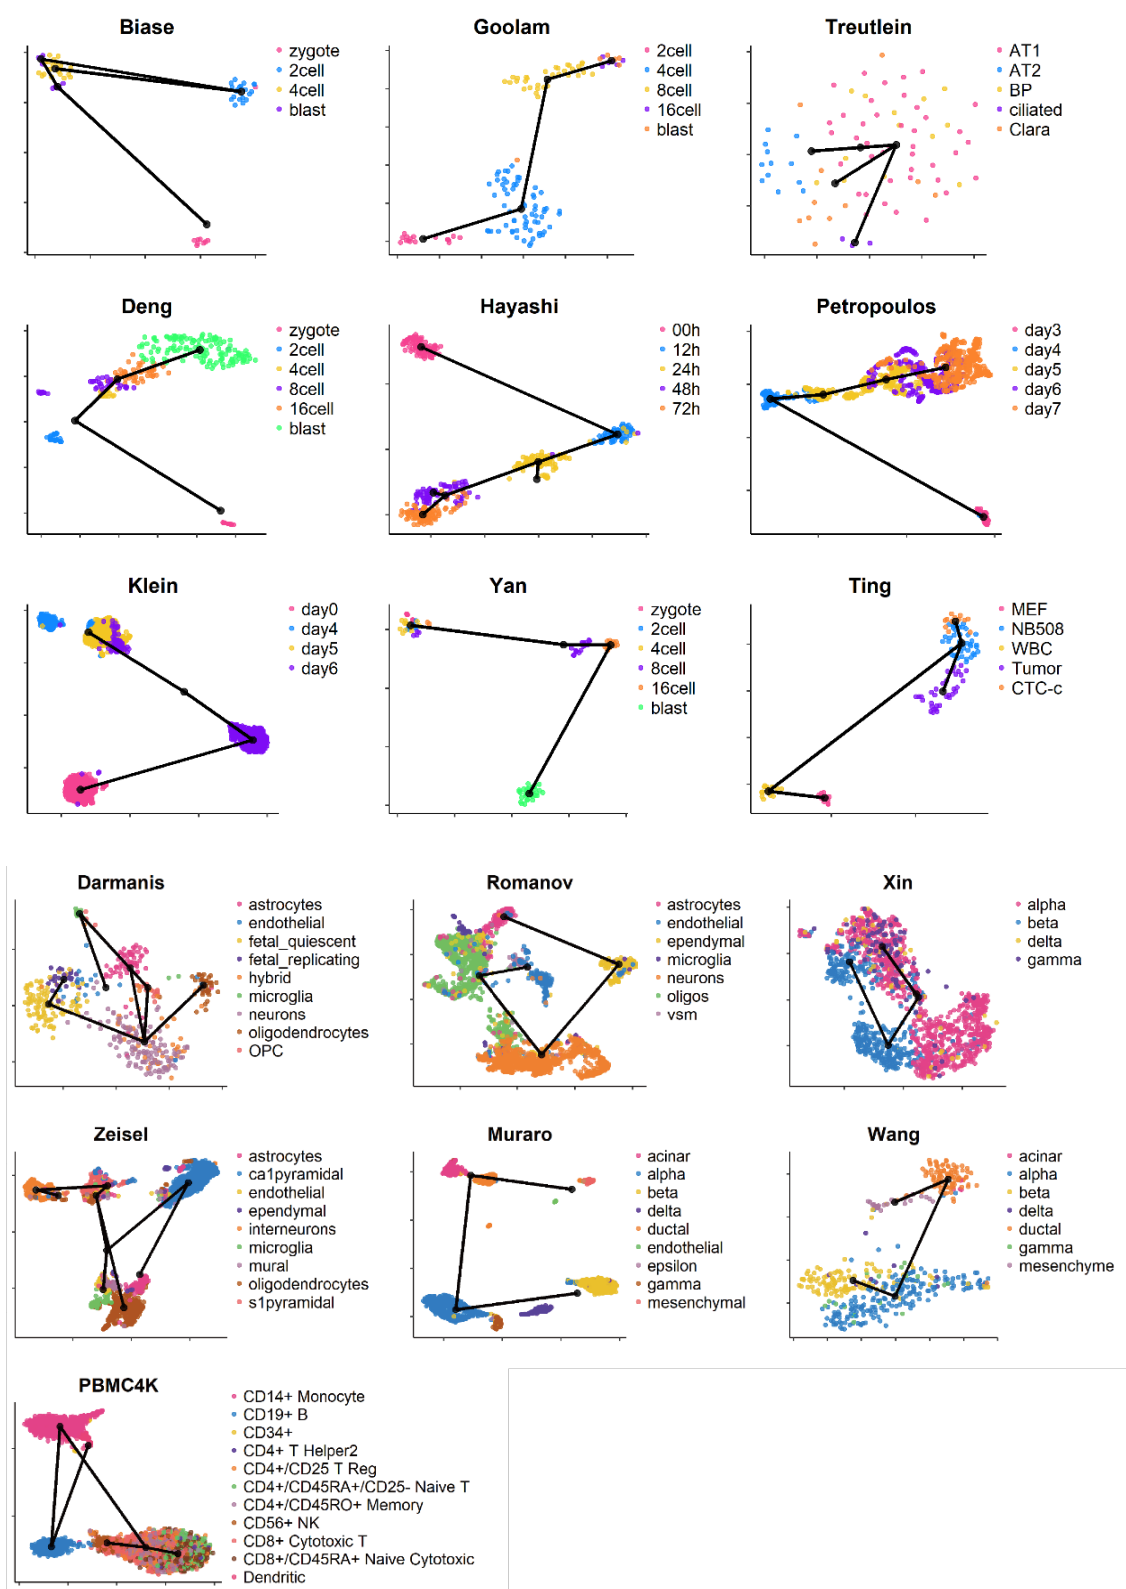 Biase
zygote
2cell
4cell
blast
Goolam
2cell
4cell
8cell
16cell
blast
Treutlein
AT1
AT2
BP
ciliated
Clara
Deng
zygote
2cell
4cell
8cell
16cell
blast
Hayashi
00h
12h
24h
48h
72h
Petropoulos
day3
day4
day5
day6
day7
Klein
day0
day4
day5
day6
Yan
zygote
2cell
4cell
8cell
16cell
blast
Ting
MEF
NB508
WBC
Tumor
CTC-c
Darmanis
astrocytes
endothelial
fetal_quiescent
fetal_replicating
hybrid
microglia
neurons
oligodendrocytes
OPC
Romanov
astrocytes
endothelial
ependymal
microglia
neurons
oligos
vsm
Xin
alpha
beta
delta
gamma
Zeisel
astrocytes
ca1pyramidal
endothelial
ependymal
interneurons
microglia
mural
oligodendrocytes
s1pyramidal
Muraro
acinar
alpha
beta
delta
ductal
endothelial
epsilon
gamma
mesenchymal
Wang
acinar
alpha
beta
delta
ductal
gamma
mesenchyme
PBMC4K
CD14+ Monocyte
CD19+ B
CD34+
CD4+ T Helper2
CD4+/CD25 T Reg
CD4+/CD45RA+/CD25- Naive T
CD4+/CD45RO+ Memory
CD56+ NK
CD8+ Cytotoxic T
CD8+/CD45RA+ Naive Cytotoxic
Dendritic